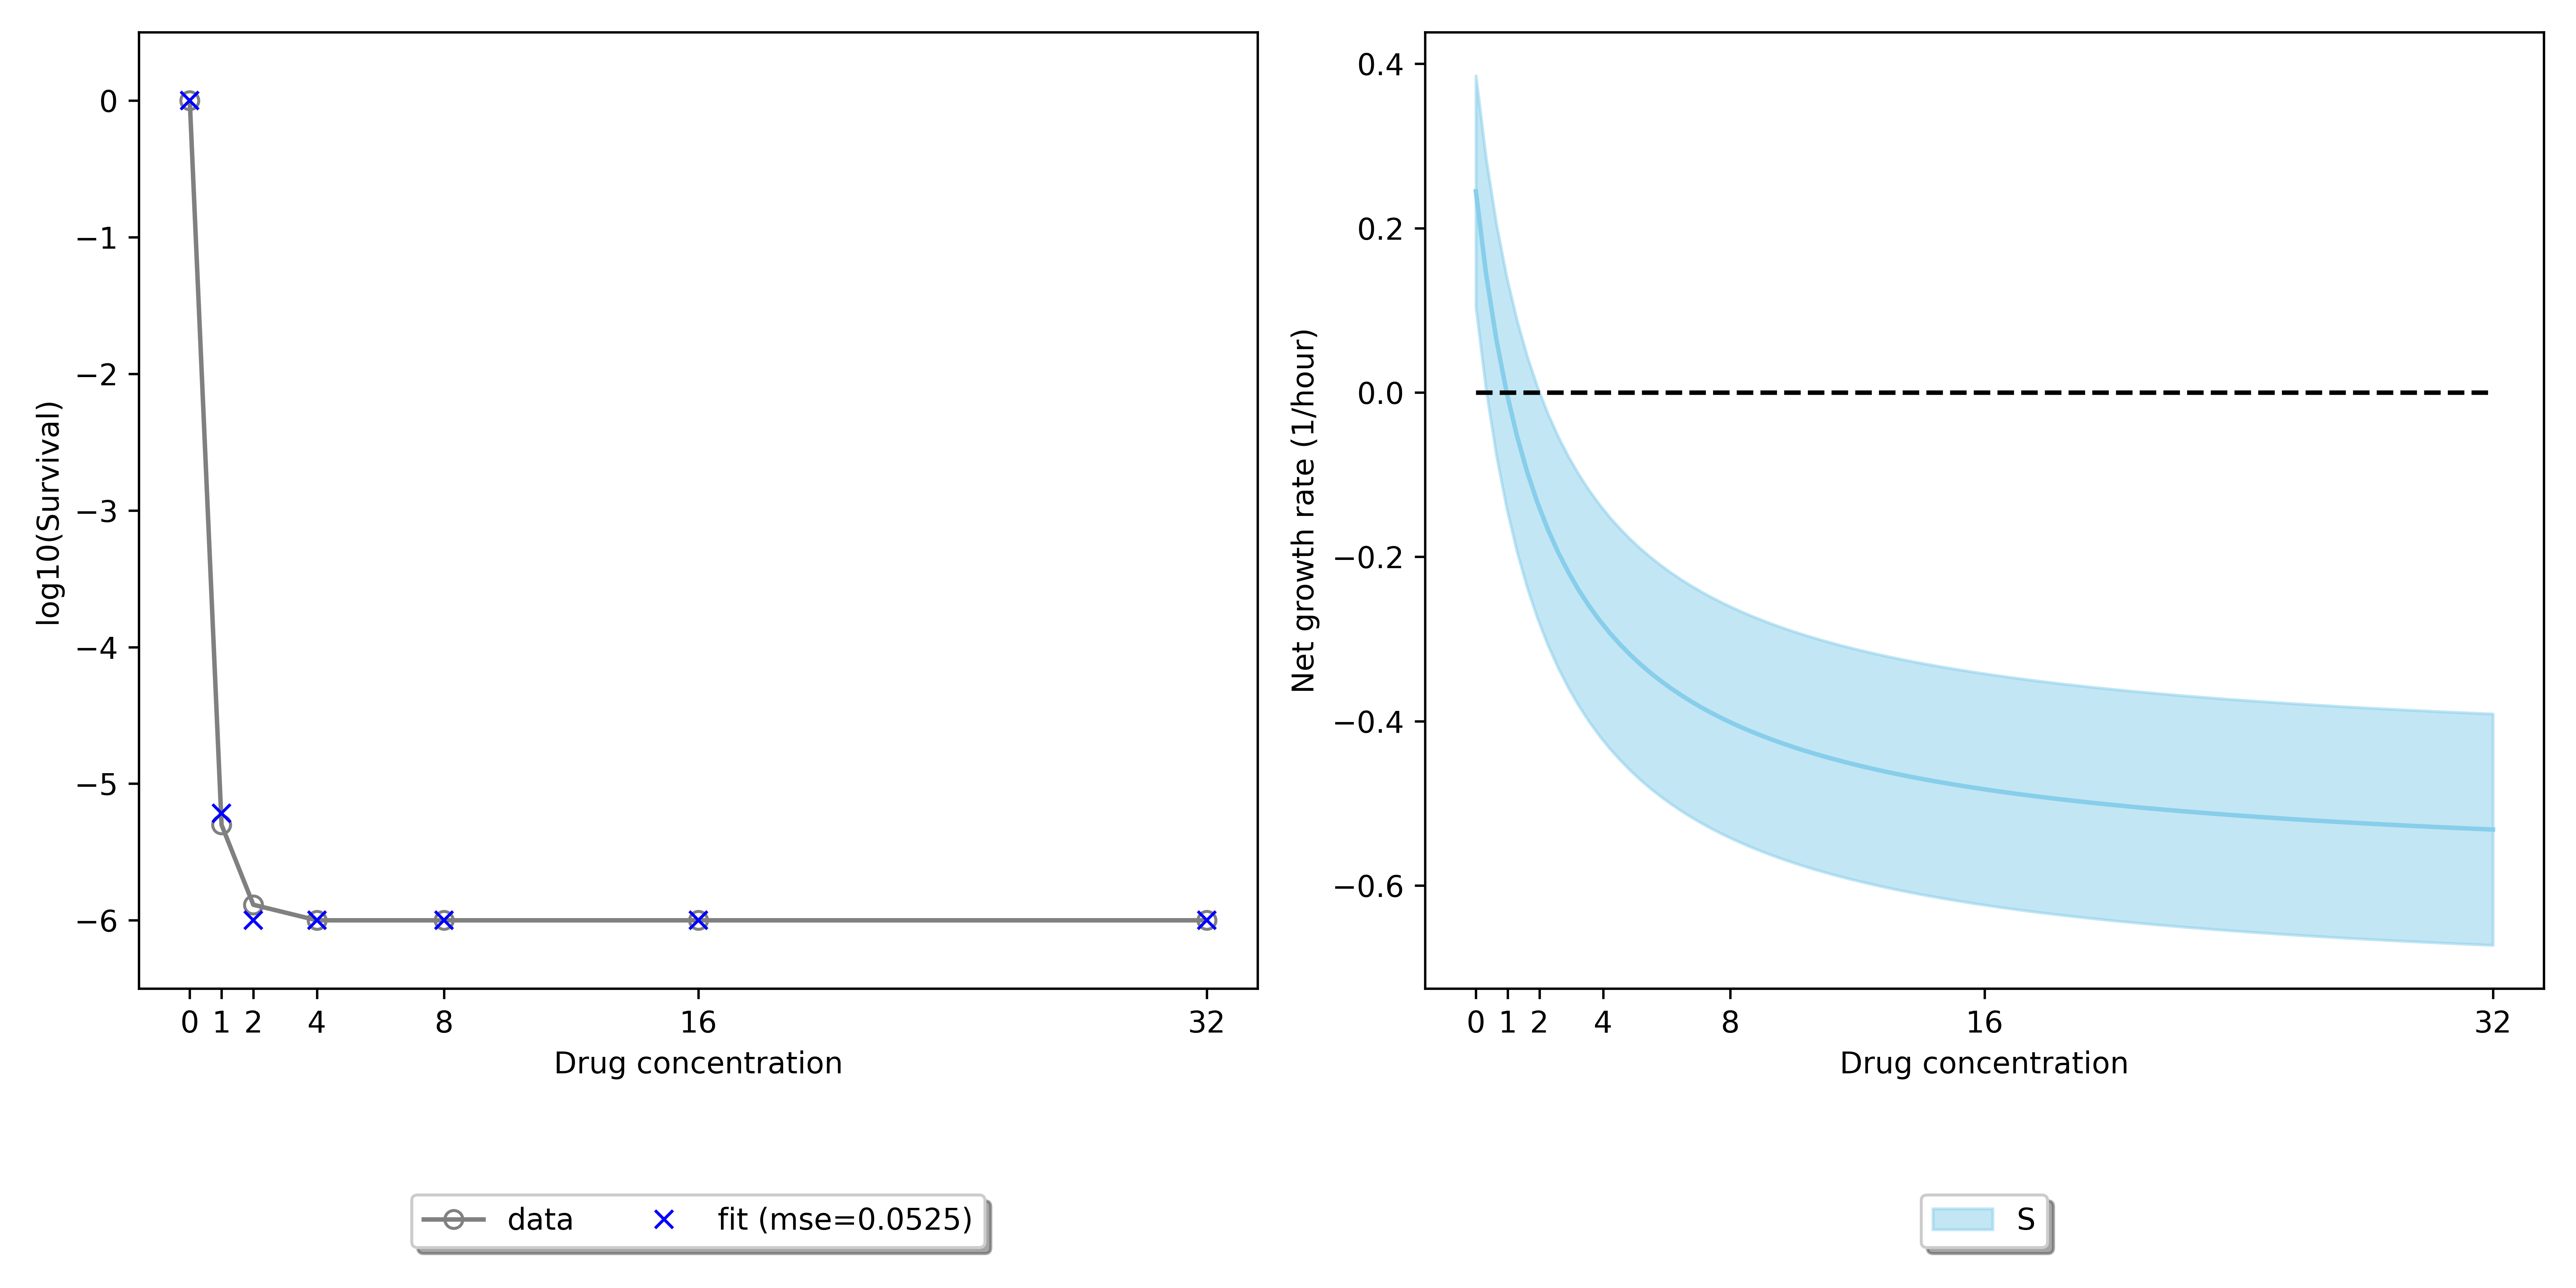 0
−1
−2
−3
−4
−5
−6
log10(Survival)
0 1 2 4 8 16 32
Drug concentration
data fit (mse=0.0525)
0.4
0.2
0.0
−0.2
−0.4
−0.6
Net growth rate (1/hour)
0 1 2 4 8 16 32
Drug concentration
S